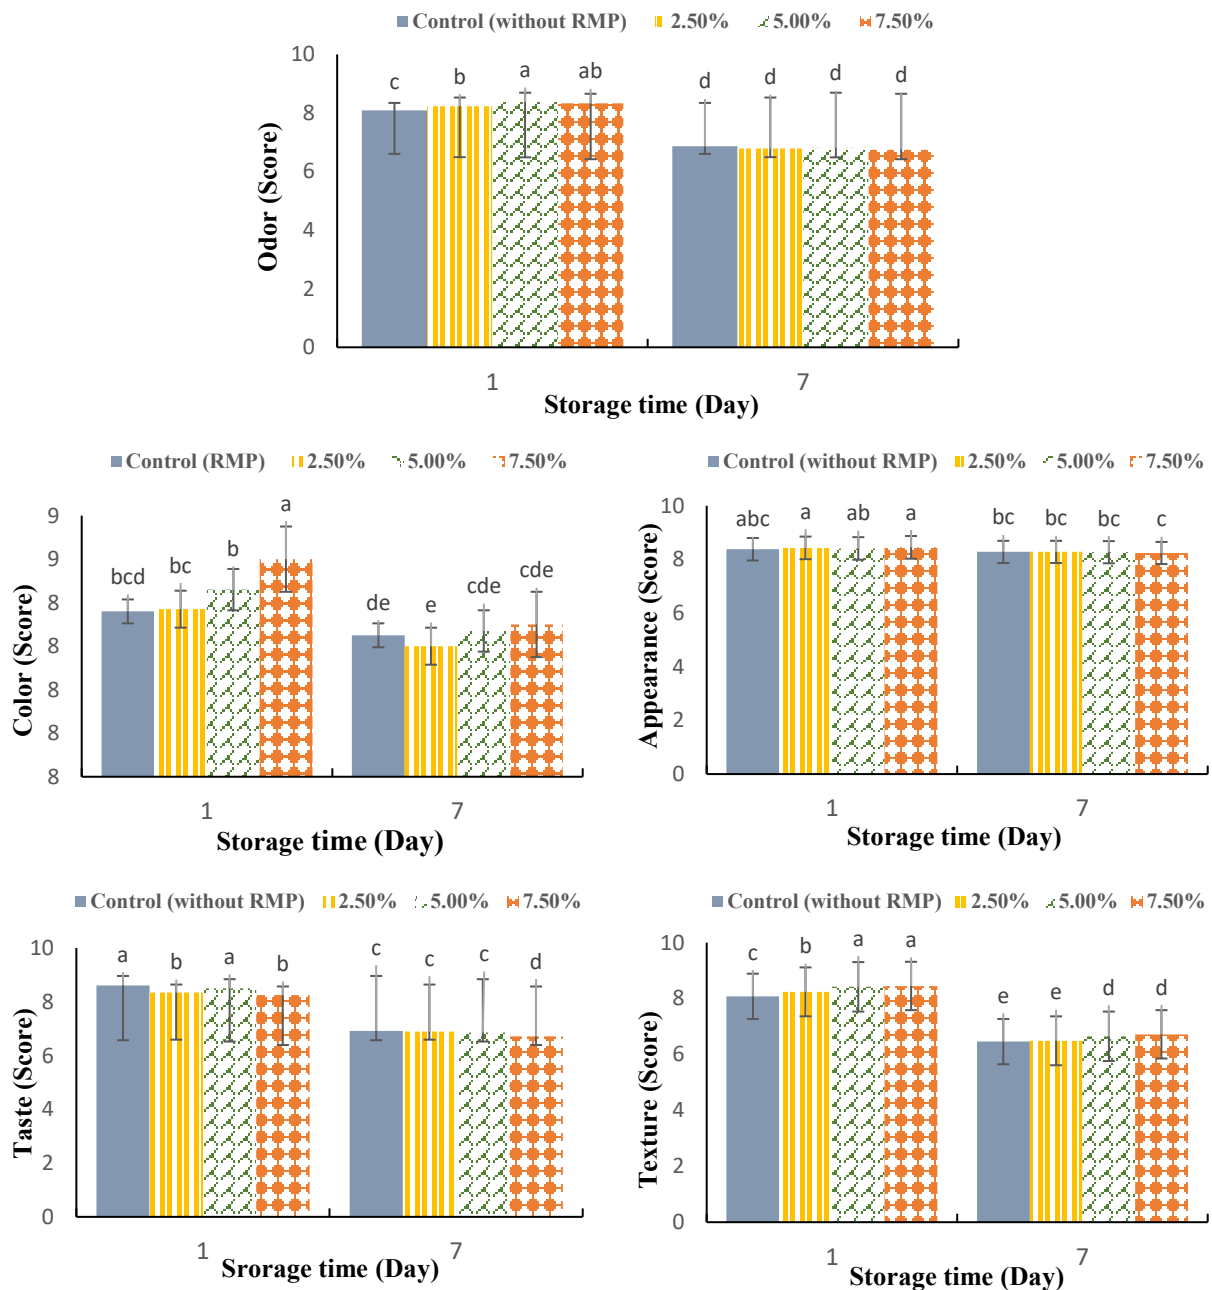 Control (without RMP) 2.50% 5.00% 7.50%
10
8
6
4
2
0
Odor (Score)
c b a ab d d d d
1 7
Storage time (Day)
Control (RMP) 2.50% 5.00% 7.50%
9
9
8
8
8
8
8
Color (Score)
bcd bc b a de e cde cde
1 7
Storage time (Day)
Control (without RMP) 2.50% 5.00% 7.50%
10
8
6
4
2
0
Appearance (Score)
abc a ab a bc bc bc c
1 7
Storage time (Day)
Control (without RMP) 2.50% 5.00% 7.50%
10
8
6
4
2
0
Taste (Score)
a b a b c c c d
1 7
Srorage time (Day)
Control (without RMP) 2.50% 5.00% 7.50%
10
8
6
4
2
0
Texture (Score)
c b a a e e d d
1 7
Storage time (Day)